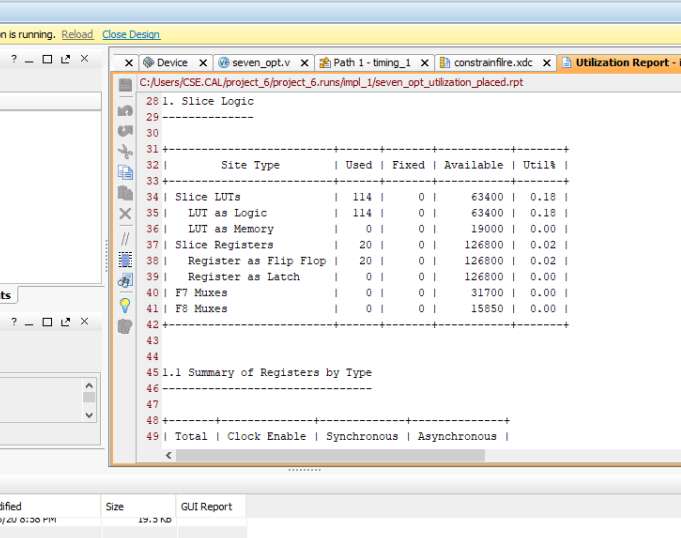 n is running. Reload Close Design
Device seven_opt.v Path 1 - timing_1 constrainfilre.xdc Utilization Report - i
C:/Users/CSE.CAL/project_6/project_6.runs/impl_1/seven_opt_utilization_placed.rpt
28 1. Slice Logic
29 --------------
30
31 +-------------------------+------+-------+-----------+-------+
32 | Site Type | Used | Fixed | Available | Util% |
33 +-------------------------+------+-------+-----------+-------+
34 | Slice LUTs | 114 | 0 | 63400 | 0.18 |
35 | LUT as Logic | 114 | 0 | 63400 | 0.18 |
36 | LUT as Memory | 0 | 0 | 19000 | 0.00 |
37 | Slice Registers | 20 | 0 | 126800 | 0.02 |
38 | Register as Flip Flop | 20 | 0 | 126800 | 0.02 |
39 | Register as Latch | 0 | 0 | 126800 | 0.00 |
40 | F7 Muxes | 0 | 0 | 31700 | 0.00 |
41 | F8 Muxes | 0 | 0 | 15850 | 0.00 |
42 +-------------------------+------+-------+-----------+-------+
43
44
45 1.1 Summary of Registers by Type
46 --------------------------------
47
48 +-------+--------------+-------------+--------------+
49 | Total | Clock Enable | Synchronous | Asynchronous |
ts
dified Size GUI Report
/20 8:58 PM 19.5 KB